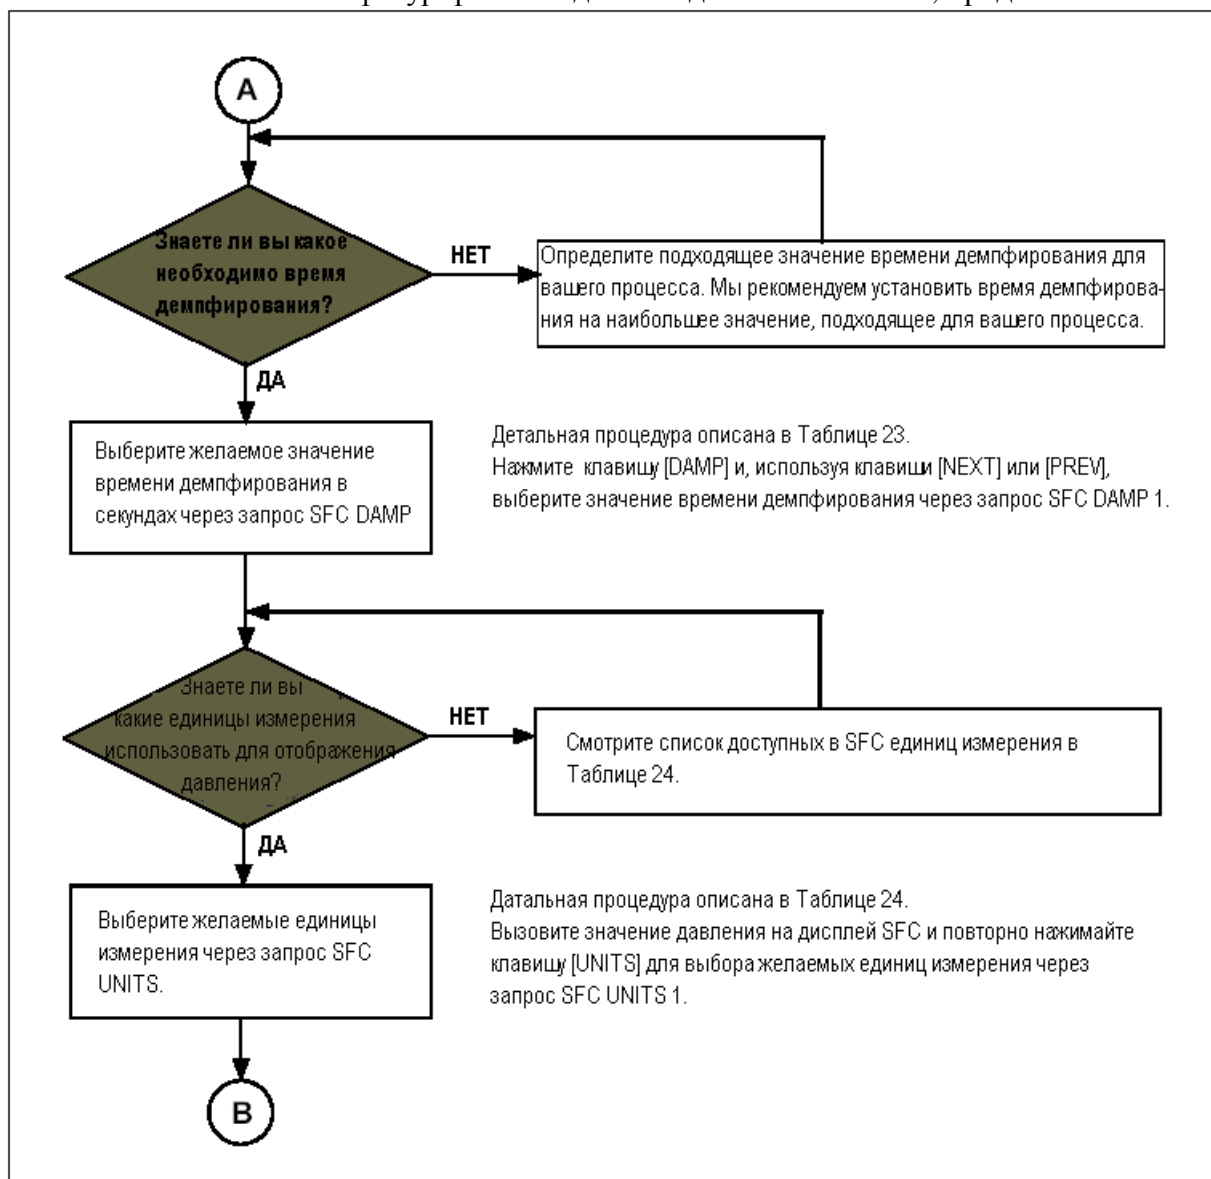 A
Знаете ли вы какое
необходимо время
демпфирования?
НЕТ
Определите подходящее значение времени демпфирования для
вашего процесса. Мы рекомендуем установить время демпфирова-
ния на наибольшее значение, подходящее для вашего процесса.
ДА
Выберите желаемое значение
времени демпфирования в
секундах через запрос SFC DAMP
Детальная процедура описана в Таблице 23.
Нажмите клавишу [DAMP] и, используя клавиши [NEXT] или [PREV],
выберите значение времени демпфирования через запрос SFC DAMP 1.
Знаете ли вы
какие единицы измерения
использовать для отображения
давления?
НЕТ
Смотрите список доступных в SFC единиц измерения в
Таблице 24.
ДА
Выберите желаемые единицы
измерения через запрос SFC
UNITS.
Датальная процедура описана в Таблице 24.
Вызовите значение давления на дисплей SFC и повторно нажимайте
клавишу [UNITS] для выбора желаемых единиц измерения через
запрос SFC UNITS 1.
B